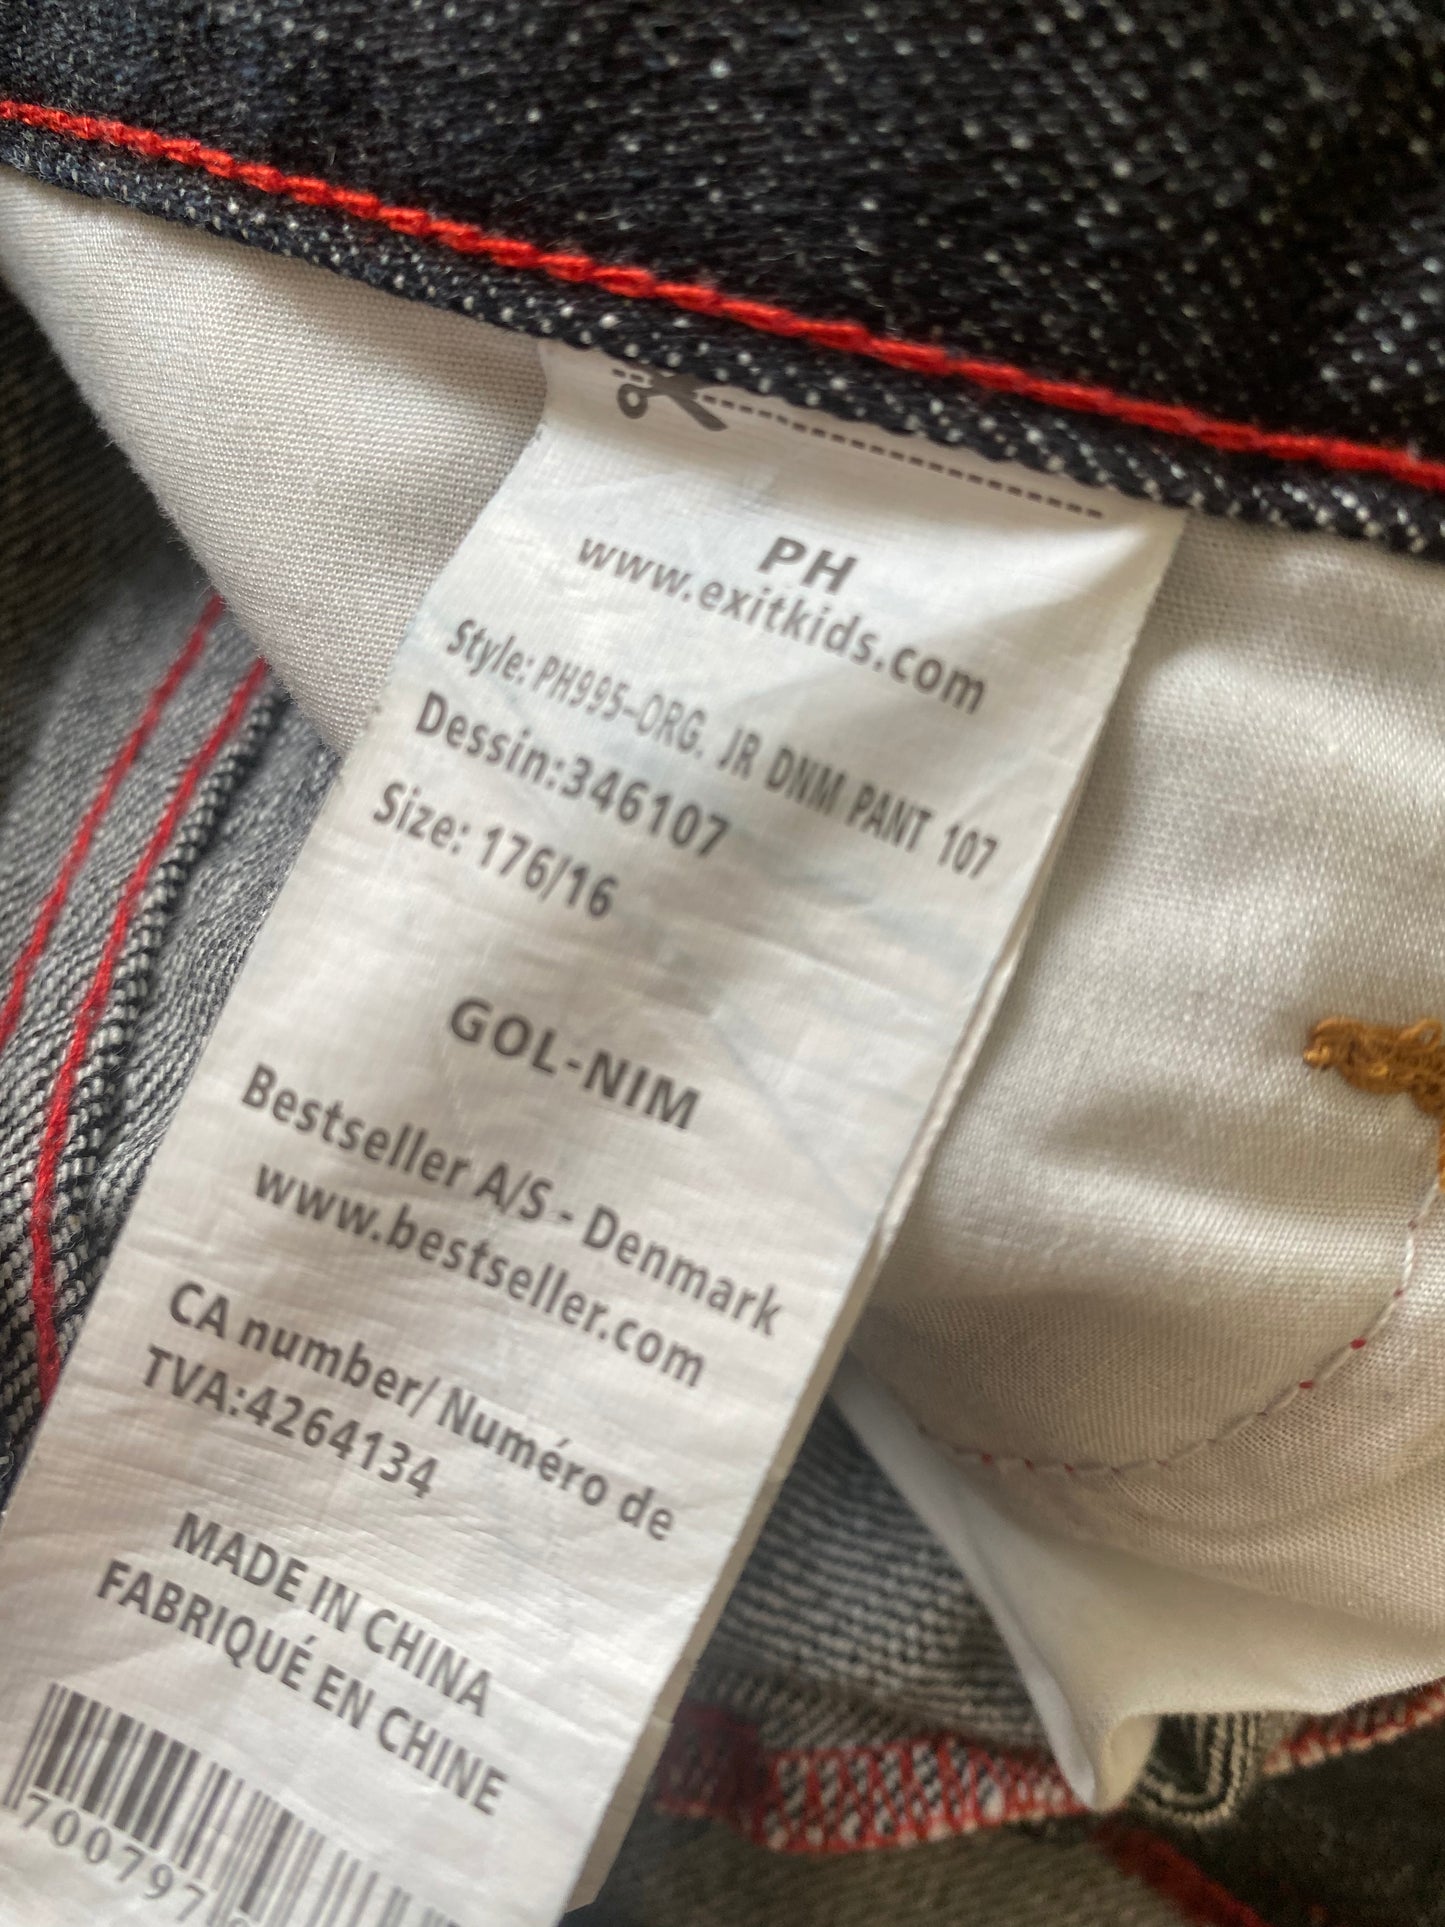 PH
www.exitkids.com
Style: PH995-ORG. JR DNM PANT 107
Dessin:346107
Size: 176/16
GOL-NIM
Bestseller A/S - Denmark
www.bestseller.com
CA number/ Numéro de
TVA:4264134
MADE IN CHINA
FABRIQUÉ EN CHINE
700797